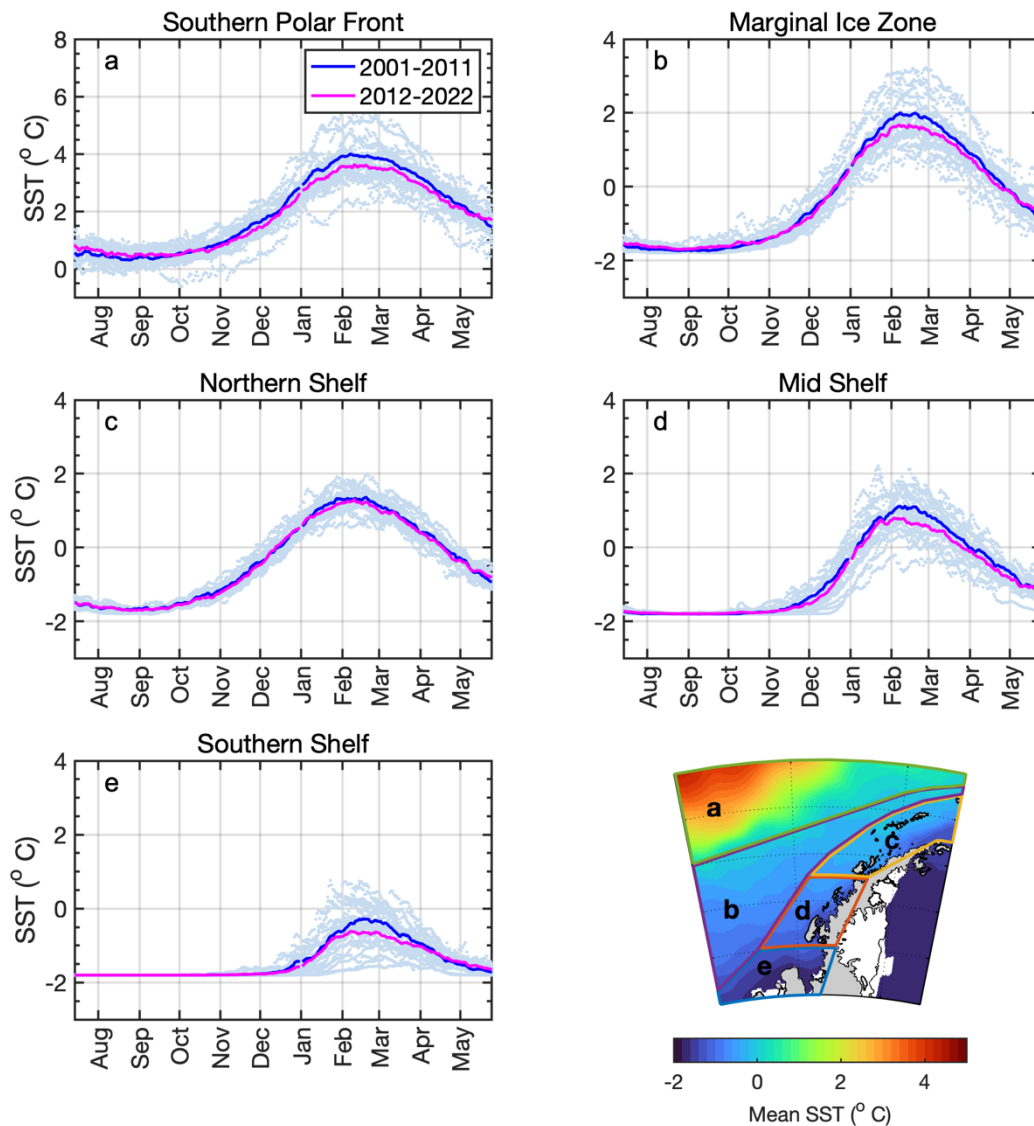 Southern Polar Front
8
6
4
2
0
SST (° C)
a
2001-2011
2012-2022
Aug
Sep
Oct
Nov
Dec
Jan
Feb
Mar
Apr
May
Marginal Ice Zone
4
2
0
-2
b
Aug
Sep
Oct
Nov
Dec
Jan
Feb
Mar
Apr
May
Northern Shelf
4
2
0
-2
SST (° C)
c
Aug
Sep
Oct
Nov
Dec
Jan
Feb
Mar
Apr
May
Mid Shelf
4
2
0
-2
d
Aug
Sep
Oct
Nov
Dec
Jan
Feb
Mar
Apr
May
Southern Shelf
4
2
0
-2
SST (° C)
e
Aug
Sep
Oct
Nov
Dec
Jan
Feb
Mar
Apr
May
a
c
b
d
e
-2 0 2 4
Mean SST (° C)